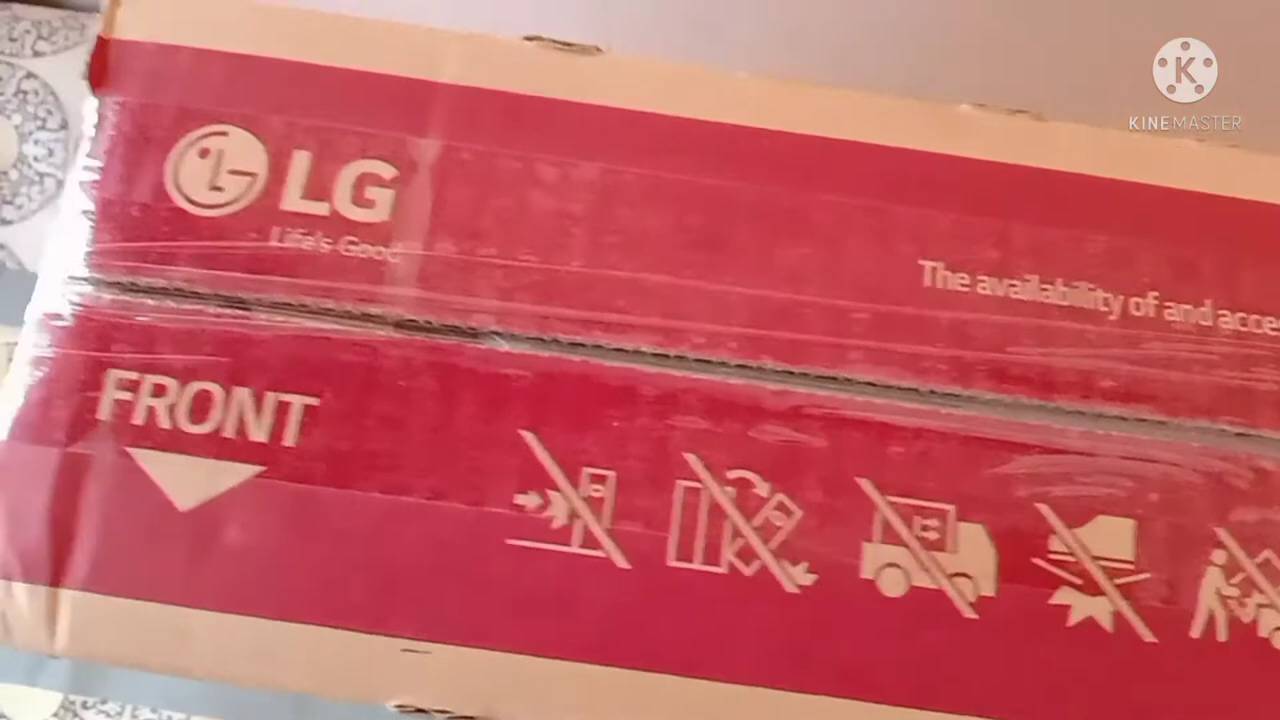 KINEMASTER
LG
Life's Good
The availability of and acce
FRONT